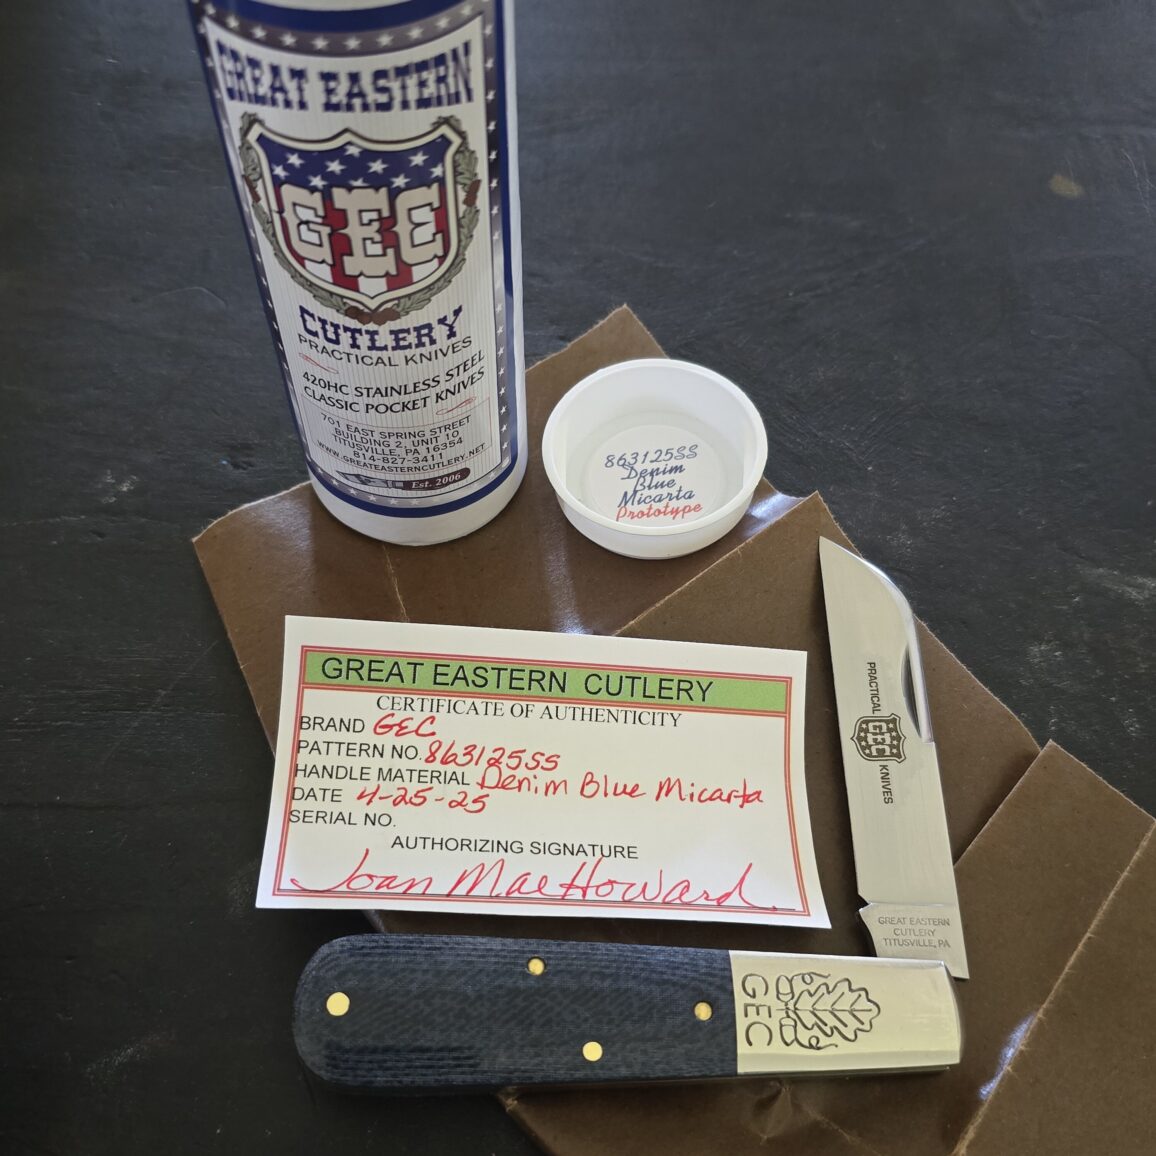 GREAT EASTERN
GEC
CUTLERY
PRACTICAL KNIVES
420HC STAINLESS STEEL
CLASSIC POCKET KNIVES
701 EAST SPRING STREET
BUILDING 2, UNIT 10
TITUSVILLE, PA 16354
814-827-3411
WWW.GREATEASTERNCUTLERY.NET
Est. 2006
863125SS
Denim
Blue
Micarta
Prototype
GREAT EASTERN CUTLERY
CERTIFICATE OF AUTHENTICITY
BRAND GEC
PATTERN NO. 863125SS
HANDLE MATERIAL Denim Blue Micarta
DATE 4-25-25
SERIAL NO.
AUTHORIZING SIGNATURE
Joan Mae Howard
PRACTICAL
GEC
KNIVES
GREAT EASTERN
CUTLERY
TITUSVILLE, PA
GEC